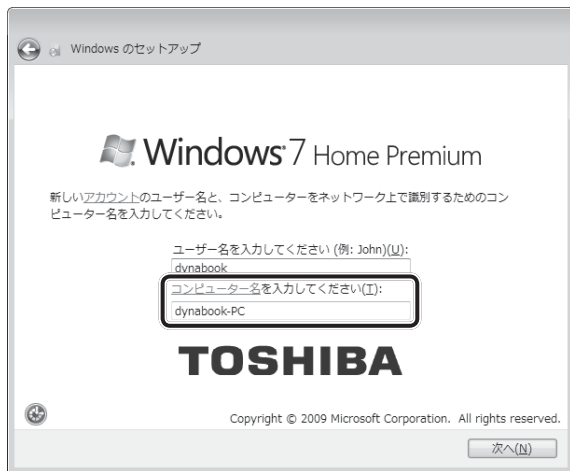 Windows のセットアップ
Windows 7 Home Premium
新しいアカウントのユーザー名と、コンピューターをネットワーク上で識別するためのコン
ピューター名を入力してください。
ユーザー名を入力してください (例: John)(U):
dynabook
コンピューター名を入力してください(T):
dynabook-PC
TOSHIBA
Copyright © 2009 Microsoft Corporation. All rights reserved.
次へ(N)